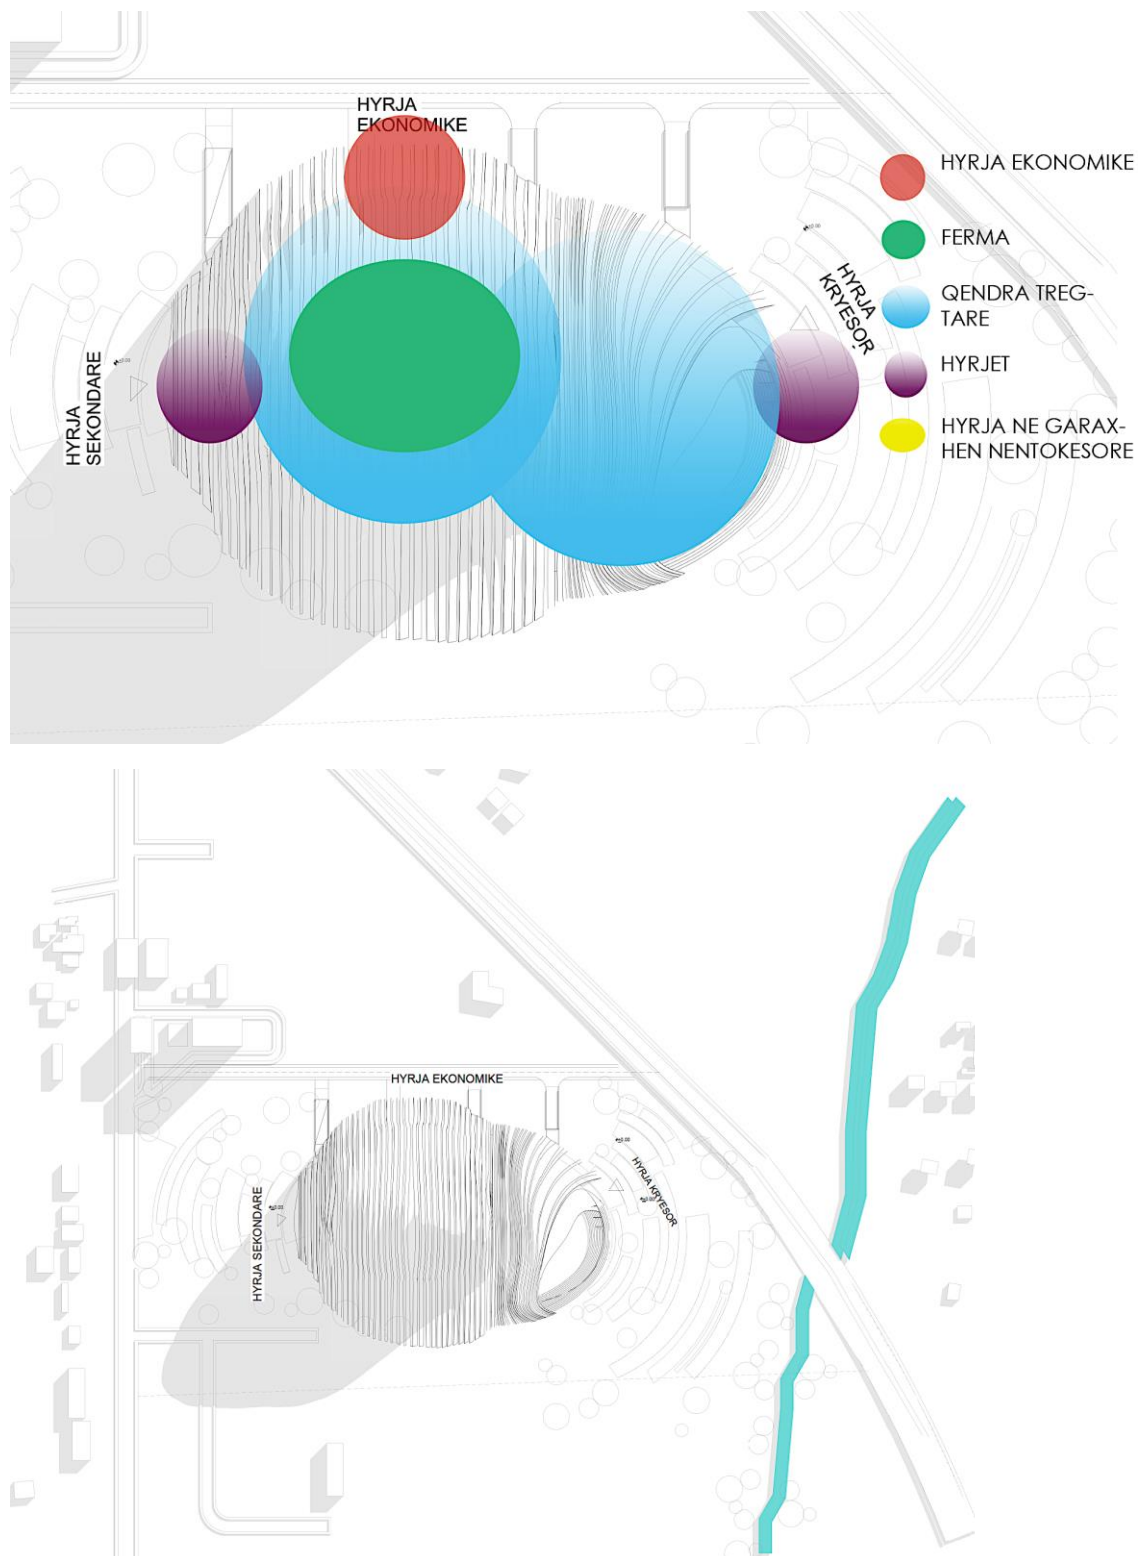 HYRJA
EKONOMIKE
HYRJA EKONOMIKE
FERMA
QENDRA TREG-
TARE
HYRJET
HYRJA NE GARAX-
HEN NENTOKESORE
HYRJA
KRYESOR
HYRJA
SEKONDARE
HYRJA EKONOMIKE
HYRJA KRYESOR
HYRJA SEKONDARE